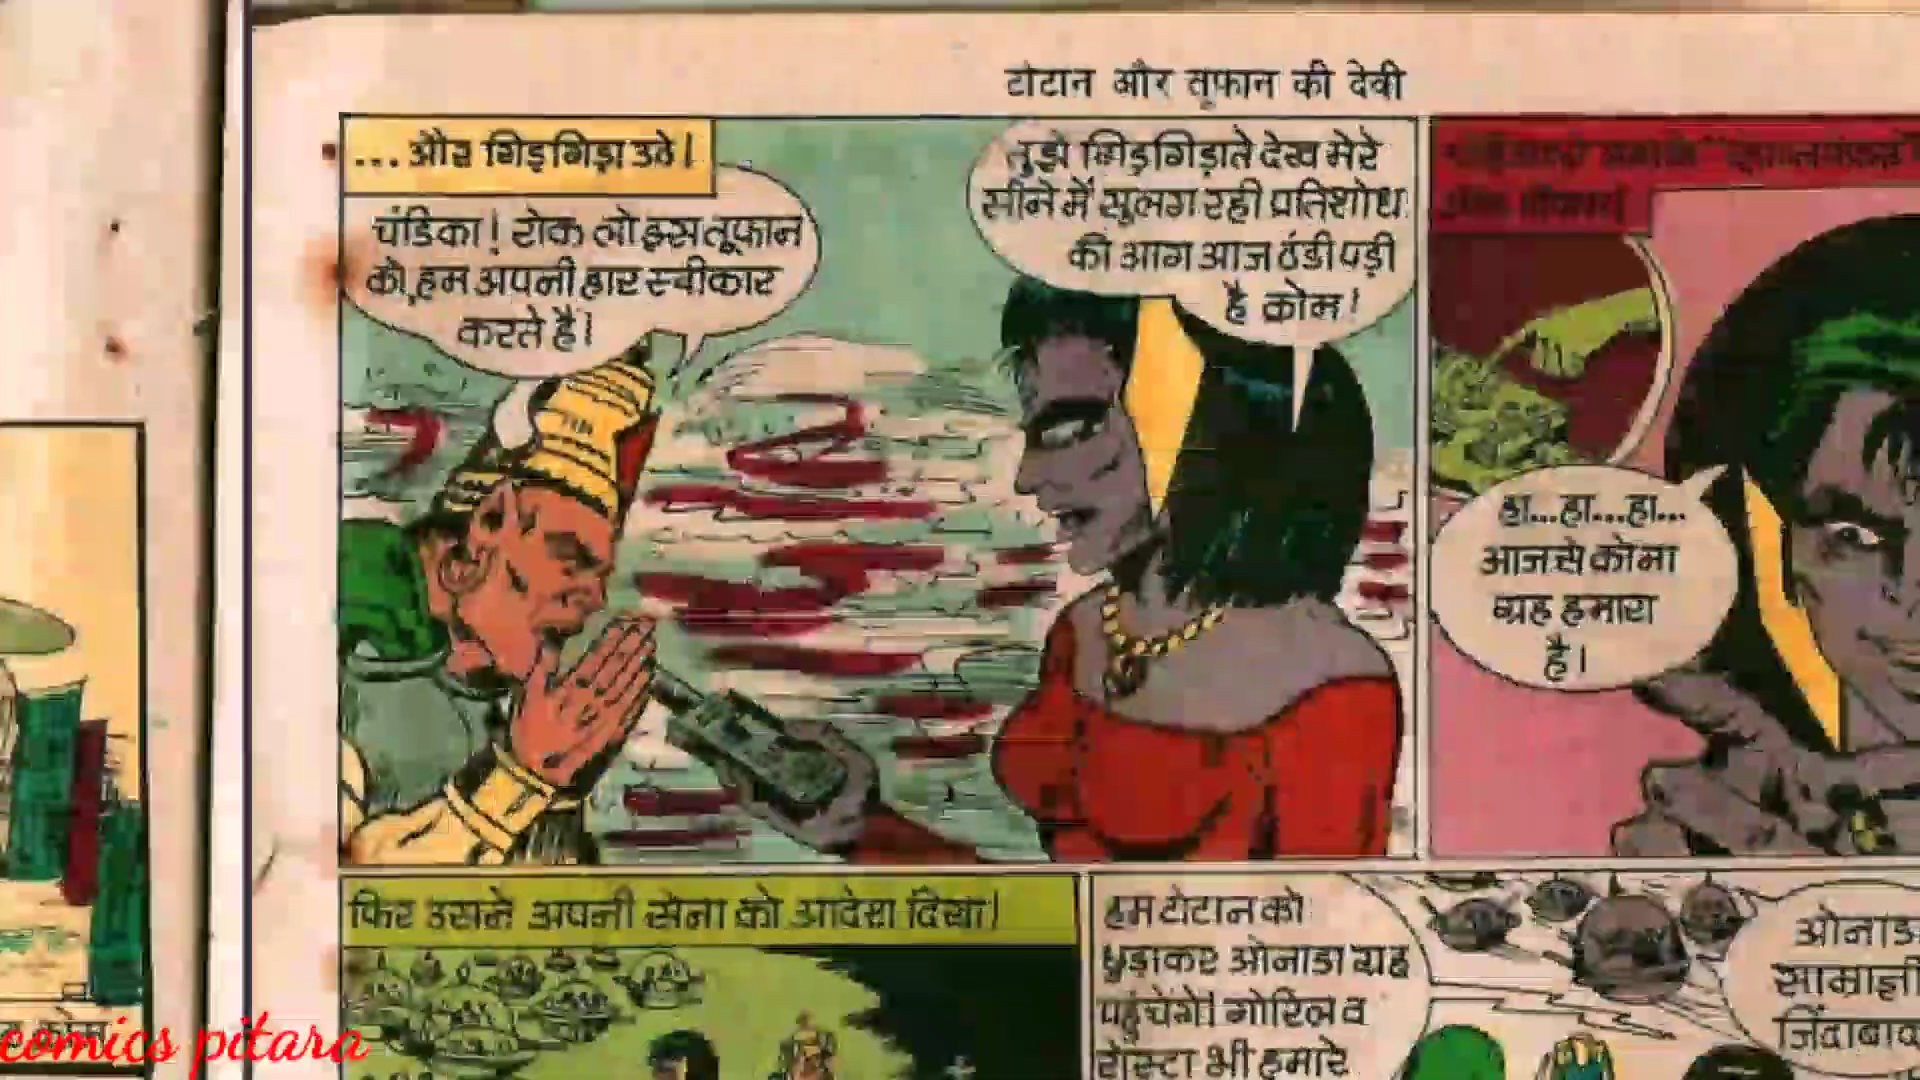 टोटान और तूफान की देवी
...और गिड़गिड़ा उठे।
चंडिका! रोक लो इस तूफान
को, हम अपनी हार स्वीकार
करते है।
तुझे गिड़गिड़ाते देख मेरे
सीने में सुलग रही प्रतिशोध
की आग आज ठंडी पड़ी
है कोम!
हा...हा...हा...
आज से कोमा
ग्रह हमारा
है।
फिर उसने अपनी सेना को आदेश दिया।
हम टोटान को
छुड़ाकर ओनाडा ग्रह
पहुंचेंगे। गोरिल व
रोस्टा भी हमारे
साम्राज्ञी
comics pitara